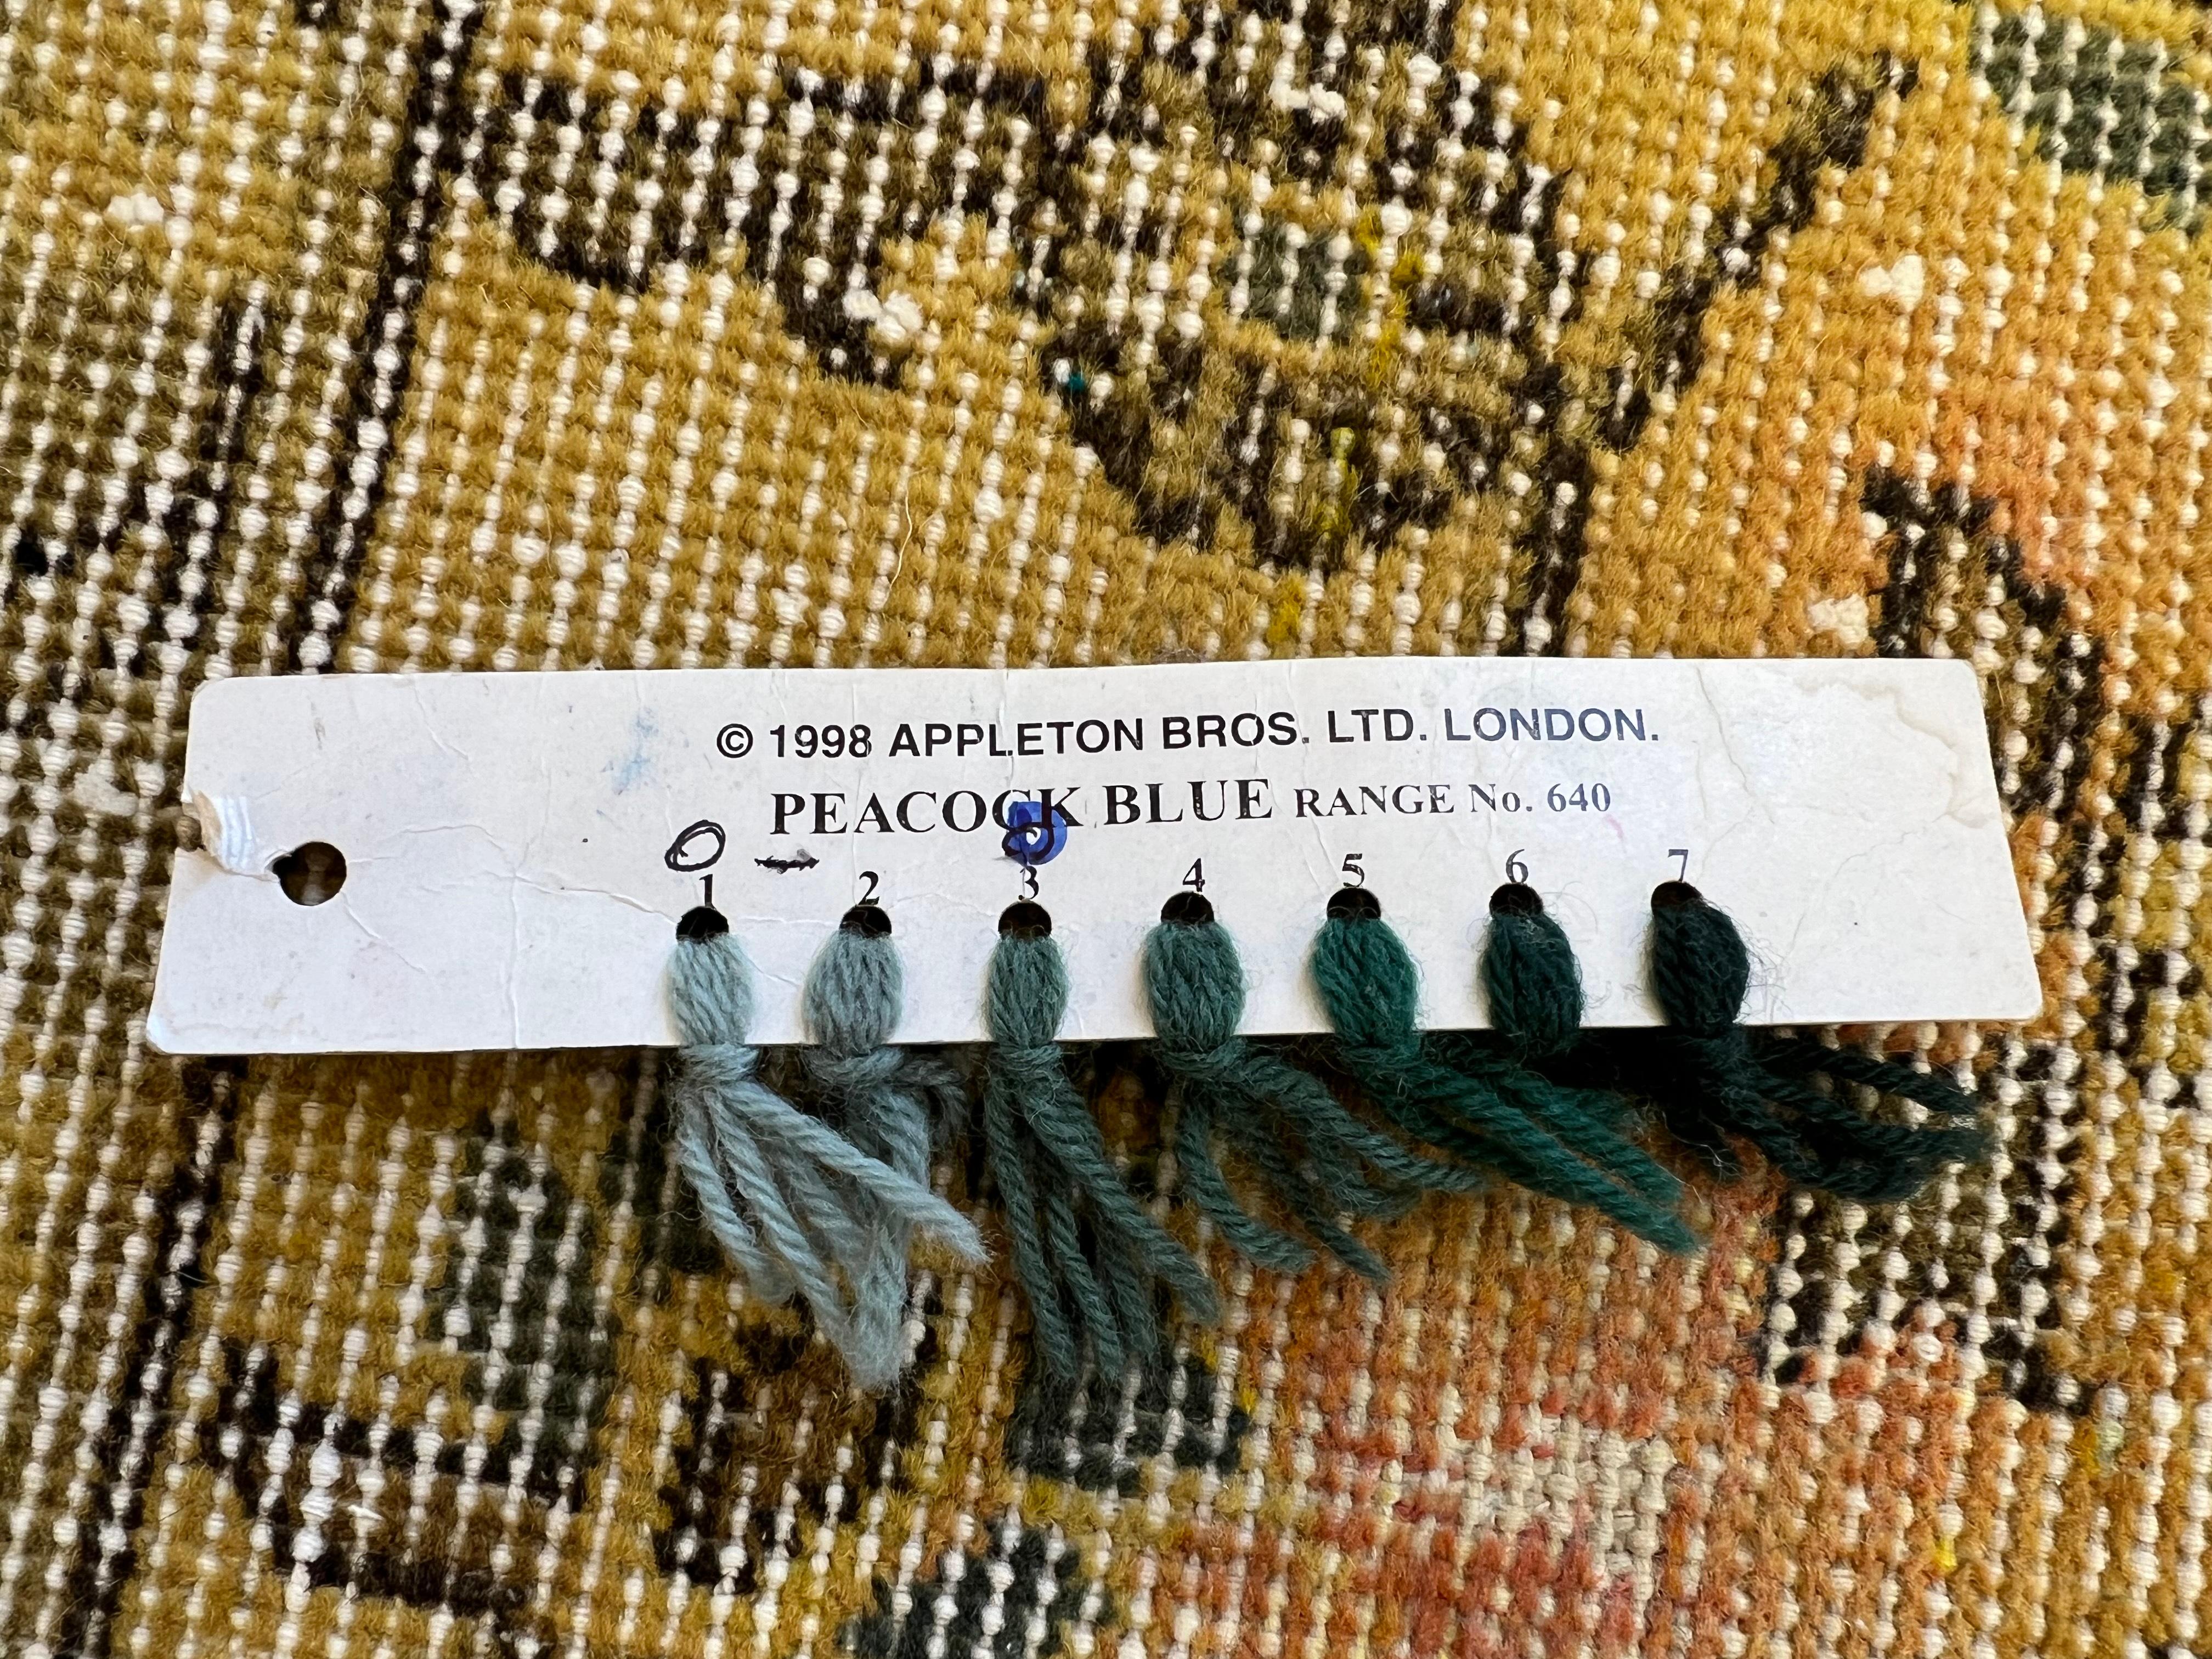 © 1998 APPLETON BROS. LTD. LONDON.
PEACOCK BLUE RANGE No. 640
1 2 3 4 5 6 7